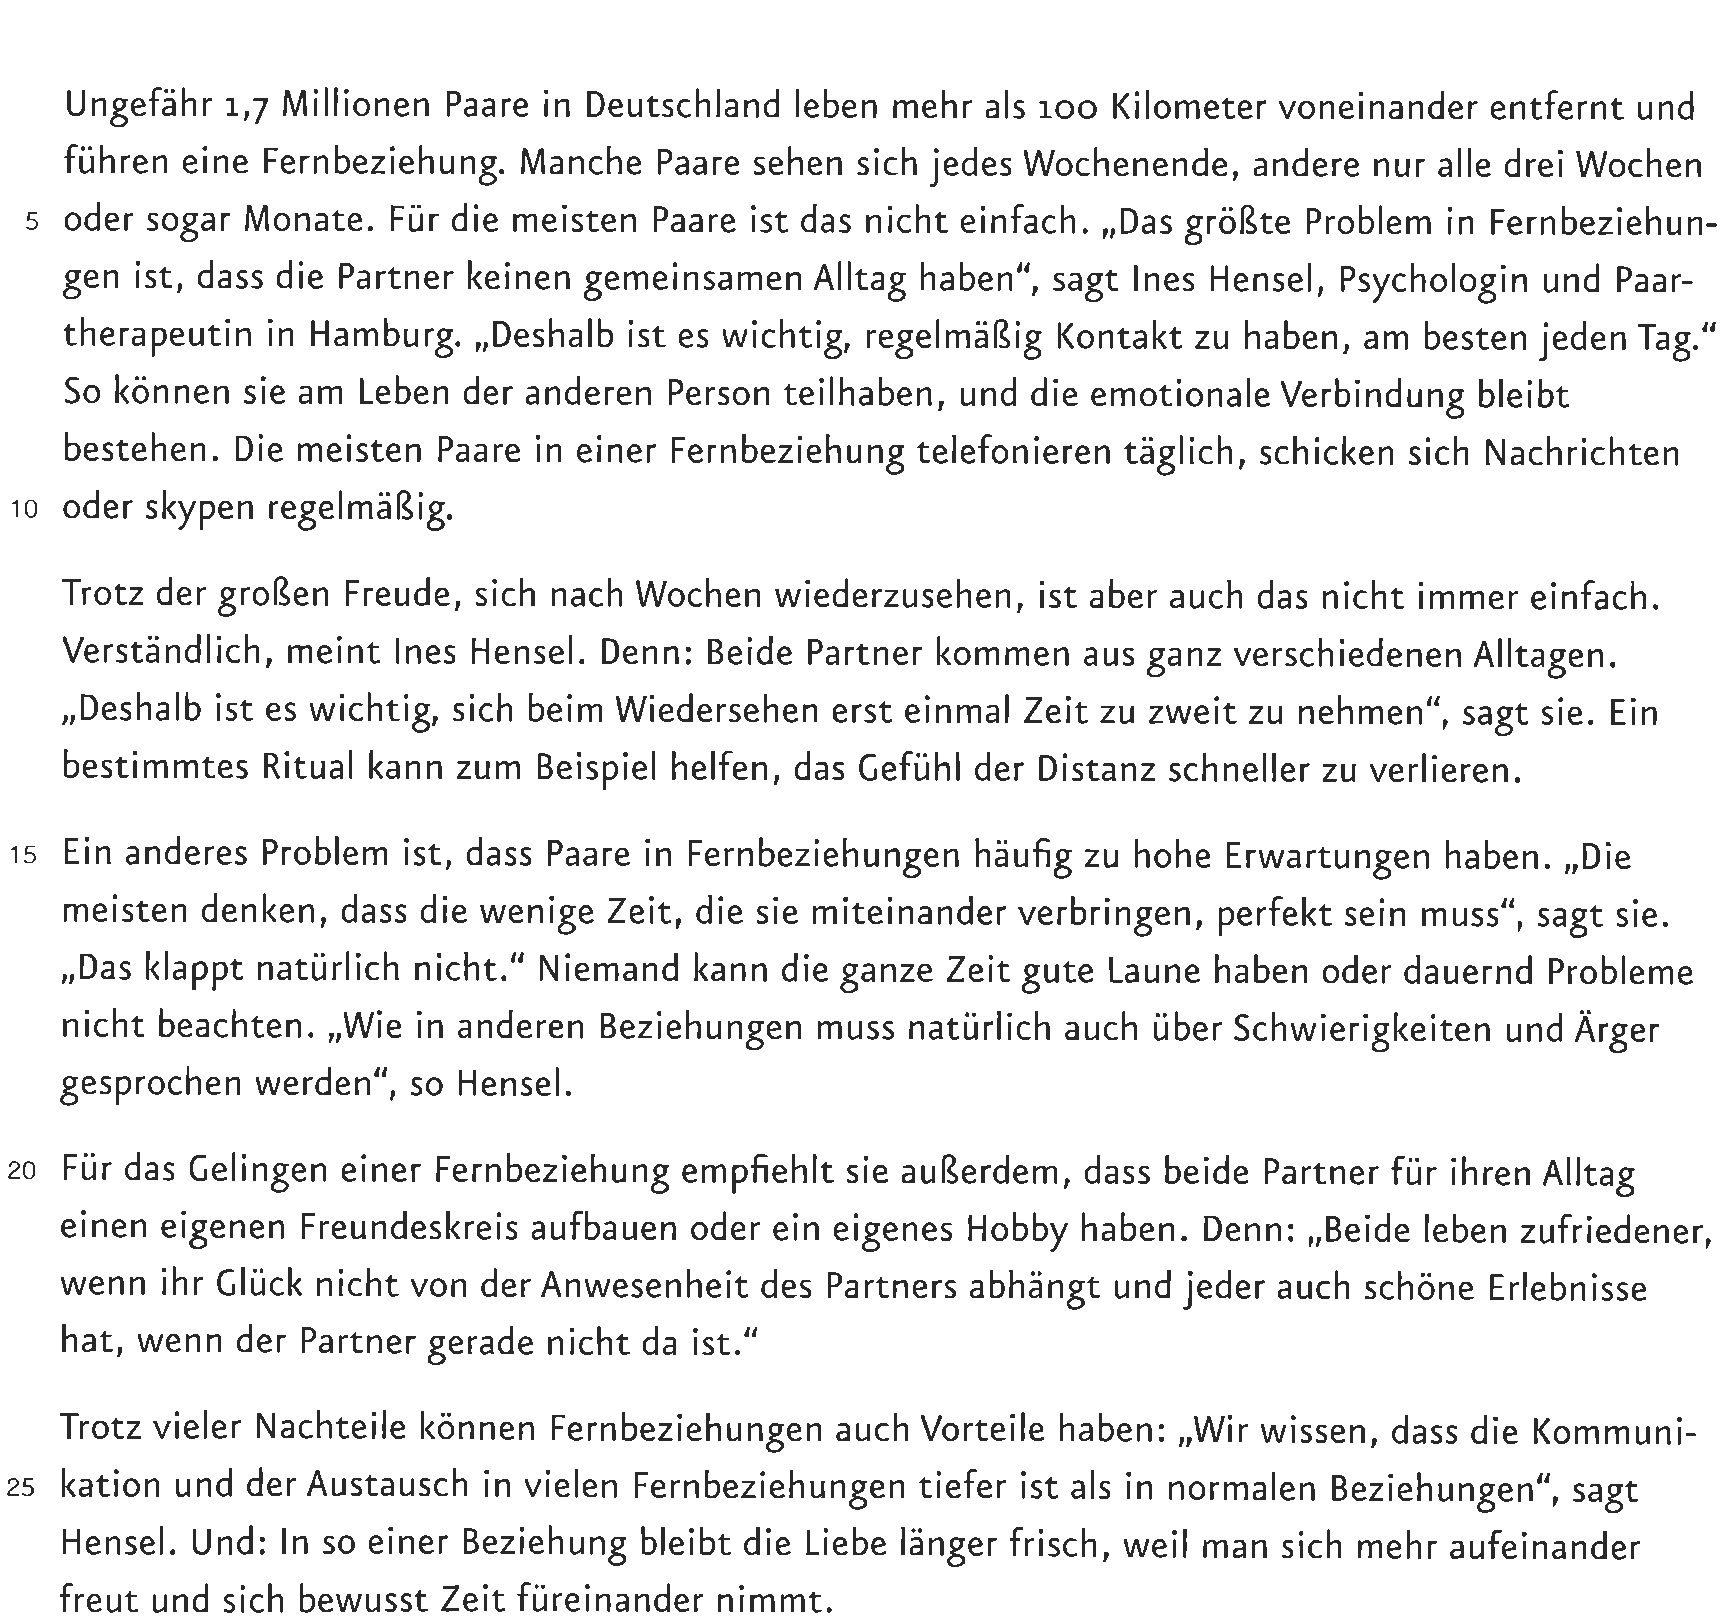 Ungefähr 1,7 Millionen Paare in Deutschland leben mehr als 100 Kilometer voneinander entfernt und
führen eine Fernbeziehung. Manche Paare sehen sich jedes Wochenende, andere nur alle drei Wochen
5 oder sogar Monate. Für die meisten Paare ist das nicht einfach. „Das größte Problem in Fernbeziehun-
gen ist, dass die Partner keinen gemeinsamen Alltag haben“, sagt Ines Hensel, Psychologin und Paar-
therapeutin in Hamburg. „Deshalb ist es wichtig, regelmäßig Kontakt zu haben, am besten jeden Tag.“
So können sie am Leben der anderen Person teilhaben, und die emotionale Verbindung bleibt
bestehen. Die meisten Paare in einer Fernbeziehung telefonieren täglich, schicken sich Nachrichten
10 oder skypen regelmäßig.
Trotz der großen Freude, sich nach Wochen wiederzusehen, ist aber auch das nicht immer einfach.
Verständlich, meint Ines Hensel. Denn: Beide Partner kommen aus ganz verschiedenen Alltagen.
„Deshalb ist es wichtig, sich beim Wiedersehen erst einmal Zeit zu zweit zu nehmen“, sagt sie. Ein
bestimmtes Ritual kann zum Beispiel helfen, das Gefühl der Distanz schneller zu verlieren.
15 Ein anderes Problem ist, dass Paare in Fernbeziehungen häufig zu hohe Erwartungen haben. „Die
meisten denken, dass die wenige Zeit, die sie miteinander verbringen, perfekt sein muss“, sagt sie.
„Das klappt natürlich nicht.“ Niemand kann die ganze Zeit gute Laune haben oder dauernd Probleme
nicht beachten. „Wie in anderen Beziehungen muss natürlich auch über Schwierigkeiten und Ärger
gesprochen werden“, so Hensel.
20 Für das Gelingen einer Fernbeziehung empfiehlt sie außerdem, dass beide Partner für ihren Alltag
einen eigenen Freundeskreis aufbauen oder ein eigenes Hobby haben. Denn: „Beide leben zufriedener,
wenn ihr Glück nicht von der Anwesenheit des Partners abhängt und jeder auch schöne Erlebnisse
hat, wenn der Partner gerade nicht da ist.“
Trotz vieler Nachteile können Fernbeziehungen auch Vorteile haben: „Wir wissen, dass die Kommuni-
25 kation und der Austausch in vielen Fernbeziehungen tiefer ist als in normalen Beziehungen“, sagt
Hensel. Und: In so einer Beziehung bleibt die Liebe länger frisch, weil man sich mehr aufeinander
freut und sich bewusst Zeit füreinander nimmt.